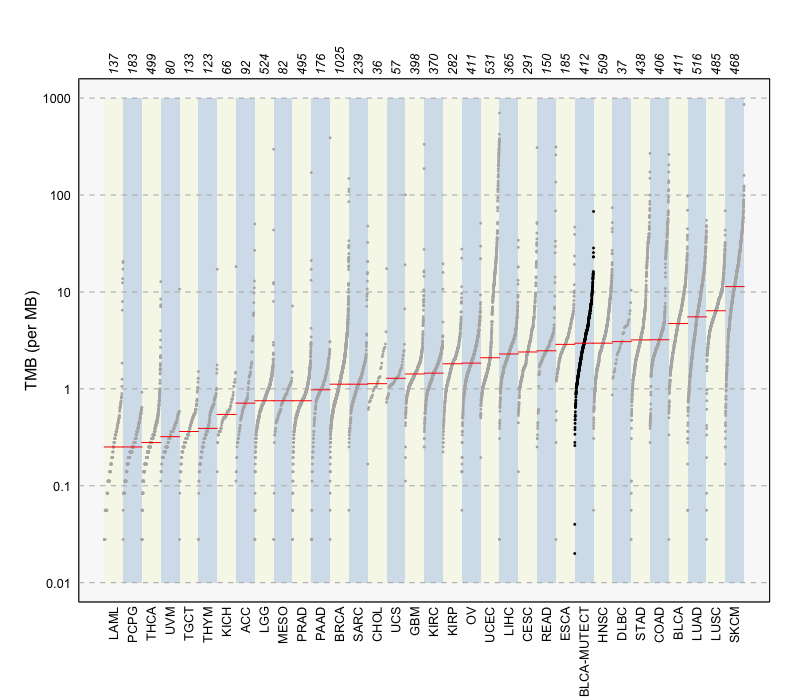 137 183 499 80 133 123 66 92 524 82 495 176 1025 239 36 57 398 370 282 411 531 365 291 150 185 412 509 37 438 406 411 516 485 468
TMB (per MB)
1000
100
10
1
0.1
0.01
LAML PCPG THCA UVM TGCT THYM KICH ACC LGG MESO PRAD PAAD BRCA SARC CHOL UCS GBM KIRC KIRP OV UCEC LIHC CESC READ ESCA BLCA-MUTECT HNSC DLBC STAD COAD BLCA LUAD LUSC SKCM